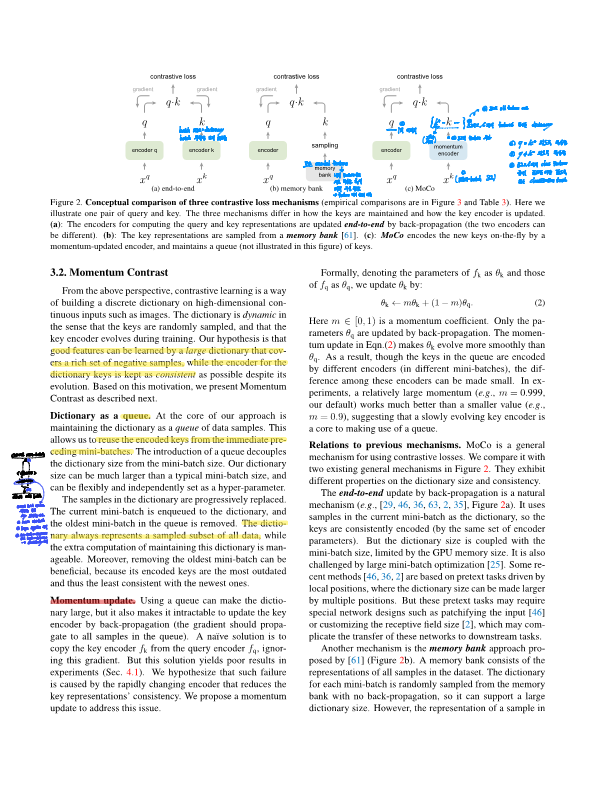 contrastive loss
contrastive loss
contrastive loss
gradient
gradient
gradient
gradient
gradient
q·k
q·k
q·k
q
k
q
k
q
k
sampling
encoder q
encoder k
encoder
memory
bank
encoder
momentum
encoder
x^q
x^k
x^q
x^q
x^k
(a) end-to-end
(b) memory bank
(c) MoCo
Figure 2. Conceptual comparison of three contrastive loss mechanisms (empirical comparisons are in Figure 3 and Table 3). Here we
illustrate one pair of query and key. The three mechanisms differ in how the keys are maintained and how the key encoder is updated.
(a): The encoders for computing the query and key representations are updated end-to-end by back-propagation (the two encoders can
be different). (b): The key representations are sampled from a memory bank [61]. (c): MoCo encodes the new keys on-the-fly by a
momentum-updated encoder, and maintains a queue (not illustrated in this figure) of keys.
3.2. Momentum Contrast
From the above perspective, contrastive learning is a way
of building a discrete dictionary on high-dimensional con-
tinuous inputs such as images. The dictionary is dynamic in
the sense that the keys are randomly sampled, and that the
key encoder evolves during training. Our hypothesis is that
good features can be learned by a large dictionary that cov-
ers a rich set of negative samples, while the encoder for the
dictionary keys is kept as consistent as possible despite its
evolution. Based on this motivation, we present Momentum
Contrast as described next.
Dictionary as a queue. At the core of our approach is
maintaining the dictionary as a queue of data samples. This
allows us to reuse the encoded keys from the immediate pre-
ceding mini-batches. The introduction of a queue decouples
the dictionary size from the mini-batch size. Our dictionary
size can be much larger than a typical mini-batch size, and
can be flexibly and independently set as a hyper-parameter.
The samples in the dictionary are progressively replaced.
The current mini-batch is enqueued to the dictionary, and
the oldest mini-batch in the queue is removed. The dictio-
nary always represents a sampled subset of all data, while
the extra computation of maintaining this dictionary is man-
ageable. Moreover, removing the oldest mini-batch can be
beneficial, because its encoded keys are the most outdated
and thus the least consistent with the newest ones.
Momentum update. Using a queue can make the dictio-
nary large, but it also makes it intractable to update the key
encoder by back-propagation (the gradient should propa-
gate to all samples in the queue). A naïve solution is to
copy the key encoder f_k from the query encoder f_q, ignor-
ing this gradient. But this solution yields poor results in
experiments (Sec. 4.1). We hypothesize that such failure
is caused by the rapidly changing encoder that reduces the
key representations' consistency. We propose a momentum
update to address this issue.
Formally, denoting the parameters of f_k as θ_k and those
of f_q as θ_q, we update θ_k by:
θ_k ← mθ_k + (1 − m)θ_q. (2)
Here m ∈ [0, 1) is a momentum coefficient. Only the pa-
rameters θ_q are updated by back-propagation. The momentum
update in Eqn.(2) makes θ_k evolve more smoothly than
θ_q. As a result, though the keys in the queue are encoded
by different encoders (in different mini-batches), the dif-
ference among these encoders can be made small. In ex-
periments, a relatively large momentum (e.g., m = 0.999,
our default) works much better than a smaller value (e.g.,
m = 0.9), suggesting that a slowly evolving key encoder is
a core to making use of a queue.
Relations to previous mechanisms. MoCo is a general
mechanism for using contrastive losses. We compare it with
two existing general mechanisms in Figure 2. They exhibit
different properties on the dictionary size and consistency.
The end-to-end update by back-propagation is a natural
mechanism (e.g., [29, 46, 36, 63, 2, 35], Figure 2a). It uses
samples in the current mini-batch as the dictionary, so the
keys are consistently encoded (by the same set of encoder
parameters). But the dictionary size is coupled with the
mini-batch size, limited by the GPU memory size. It is also
challenged by large mini-batch optimization [25]. Some re-
cent methods [46, 36, 2] are based on pretext tasks driven by
local positions, where the dictionary size can be made larger
by multiple positions. But these pretext tasks may require
special network designs such as patchifying the input [46]
or customizing the receptive field size [2], which may com-
plicate the transfer of these networks to downstream tasks.
Another mechanism is the memory bank approach pro-
posed by [61] (Figure 2b). A memory bank consists of the
representations of all samples in the dataset. The dictionary
for each mini-batch is randomly sampled from the memory
bank with no back-propagation, so it can support a large
dictionary size. However, the representation of a sample in